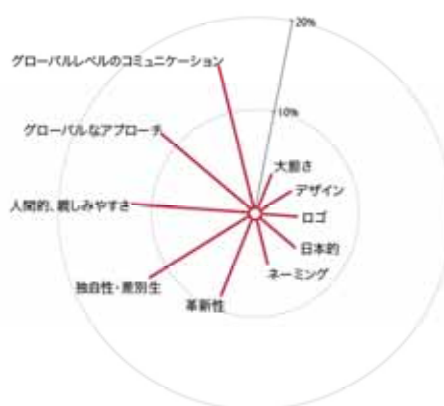 20%
グローバルレベルのコミュニケーション
10%
グローバルなアプローチ
大胆さ
デザイン
人間的、親しみやすさ
ロゴ
日本的
ネーミング
独自性・差別生
革新性